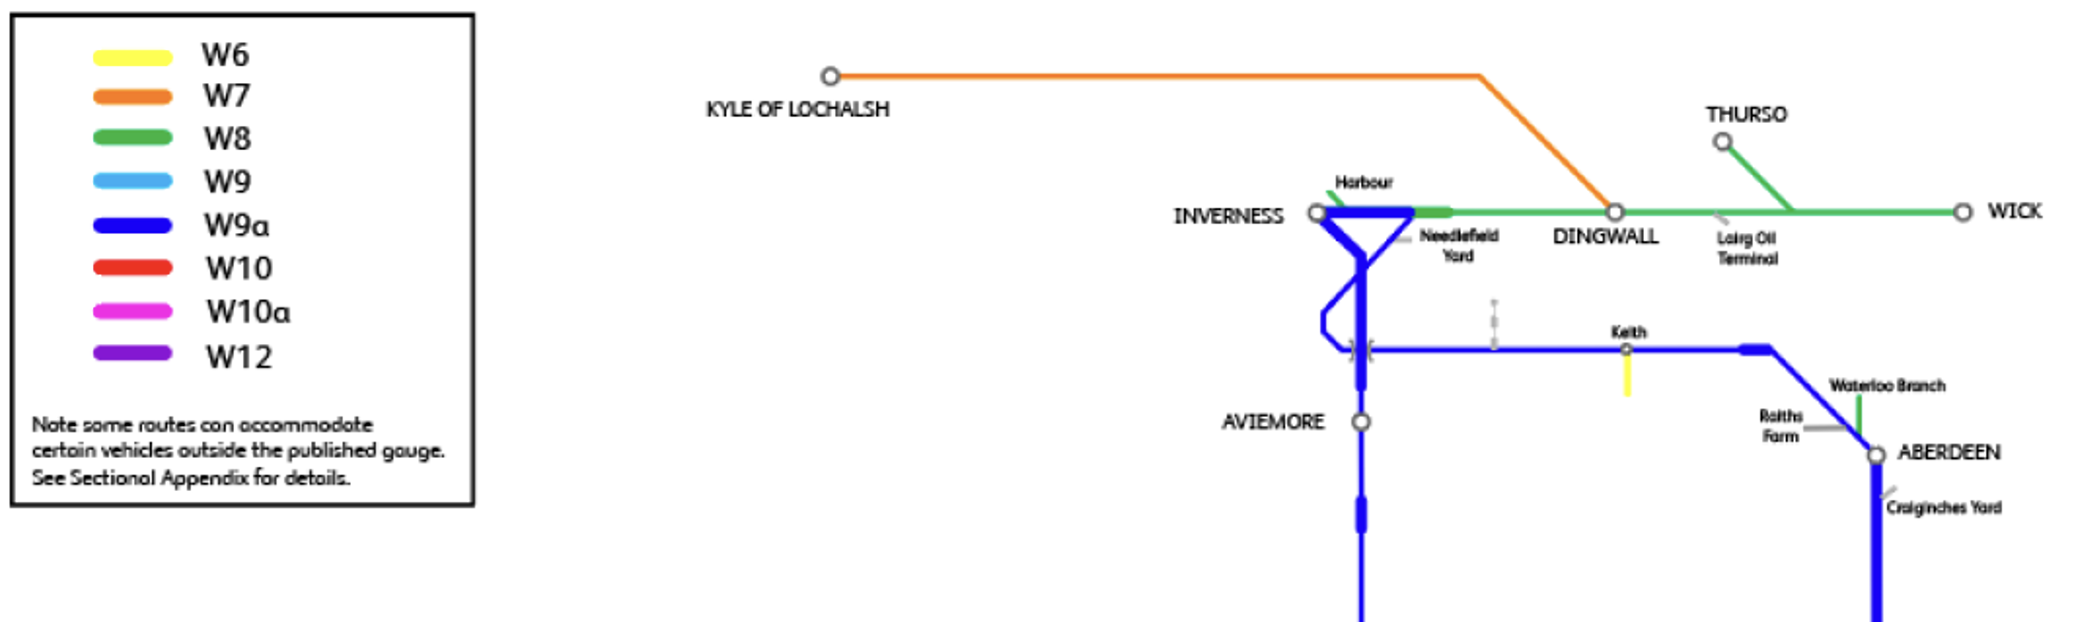 W6
W7
W8
W9
W9a
W10
W10a
W12
Note some routes can accommodate
certain vehicles outside the published gauge.
See Sectional Appendix for details.
KYLE OF LOCHALSH
THURSO
Harbour
INVERNESS
WICK
Needlefield
Yard
DINGWALL
Lairg Oil
Terminal
Keith
AVIEMORE
Waterloo Branch
Raiths
Farm
ABERDEEN
Craiginches Yard